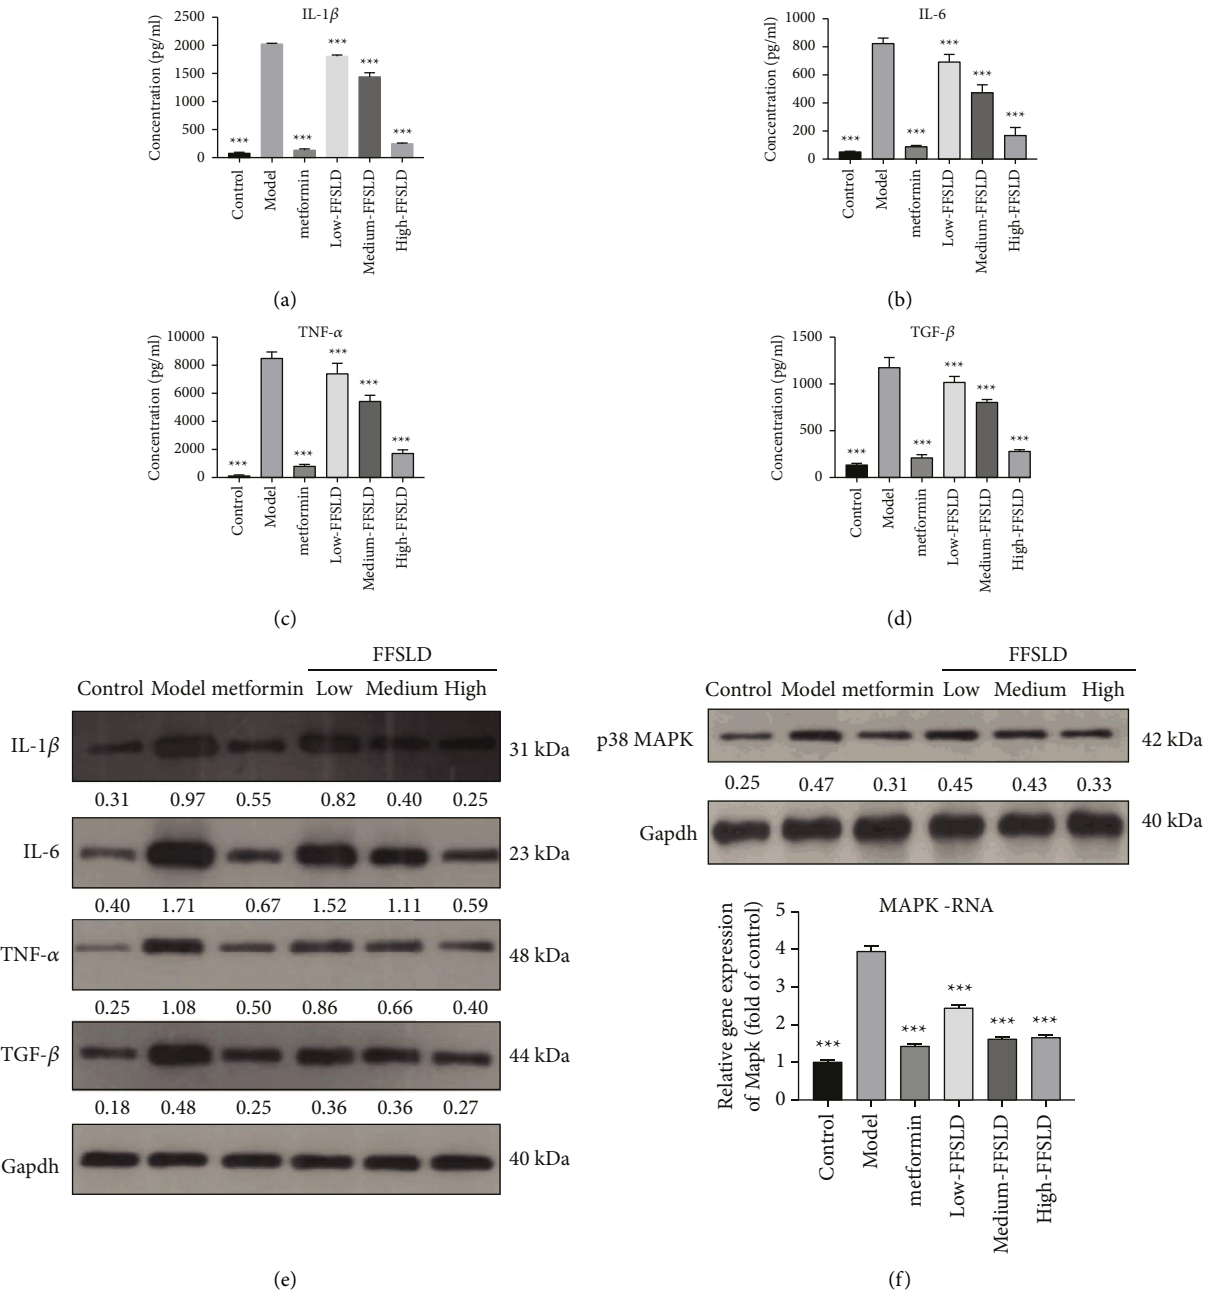 IL-1β
Concentration (pg/ml)
2500
2000
1500
1000
500
0
***
***
***
***
***
Control
Model
metformin
Low-FFSLD
Medium-FFSLD
High-FFSLD
(a)
IL-6
Concentration (pg/ml)
1000
800
600
400
200
0
***
***
***
***
***
Control
Model
metformin
Low-FFSLD
Medium-FFSLD
High-FFSLD
(b)
TNF-α
Concentration (pg/ml)
10000
8000
6000
4000
2000
0
***
***
***
***
***
Control
Model
metformin
Low-FFSLD
Medium-FFSLD
High-FFSLD
(c)
TGF-β
Concentration (pg/ml)
1500
1000
500
0
***
***
***
***
***
Control
Model
metformin
Low-FFSLD
Medium-FFSLD
High-FFSLD
(d)
FFSLD
Control Model metformin Low Medium High
IL-1β 31 kDa
0.31 0.97 0.55 0.82 0.40 0.25
IL-6 23 kDa
0.40 1.71 0.67 1.52 1.11 0.59
TNF-α 48 kDa
0.25 1.08 0.50 0.86 0.66 0.40
TGF-β 44 kDa
0.18 0.48 0.25 0.36 0.36 0.27
Gapdh 40 kDa
(e)
FFSLD
Control Model metformin Low Medium High
p38 MAPK 42 kDa
0.25 0.47 0.31 0.45 0.43 0.33
Gapdh 40 kDa
MAPK -RNA
Relative gene expression
of Mapk (fold of control)
5
4
3
2
1
0
***
***
***
***
***
Control
Model
metformin
Low-FFSLD
Medium-FFSLD
High-FFSLD
(f)